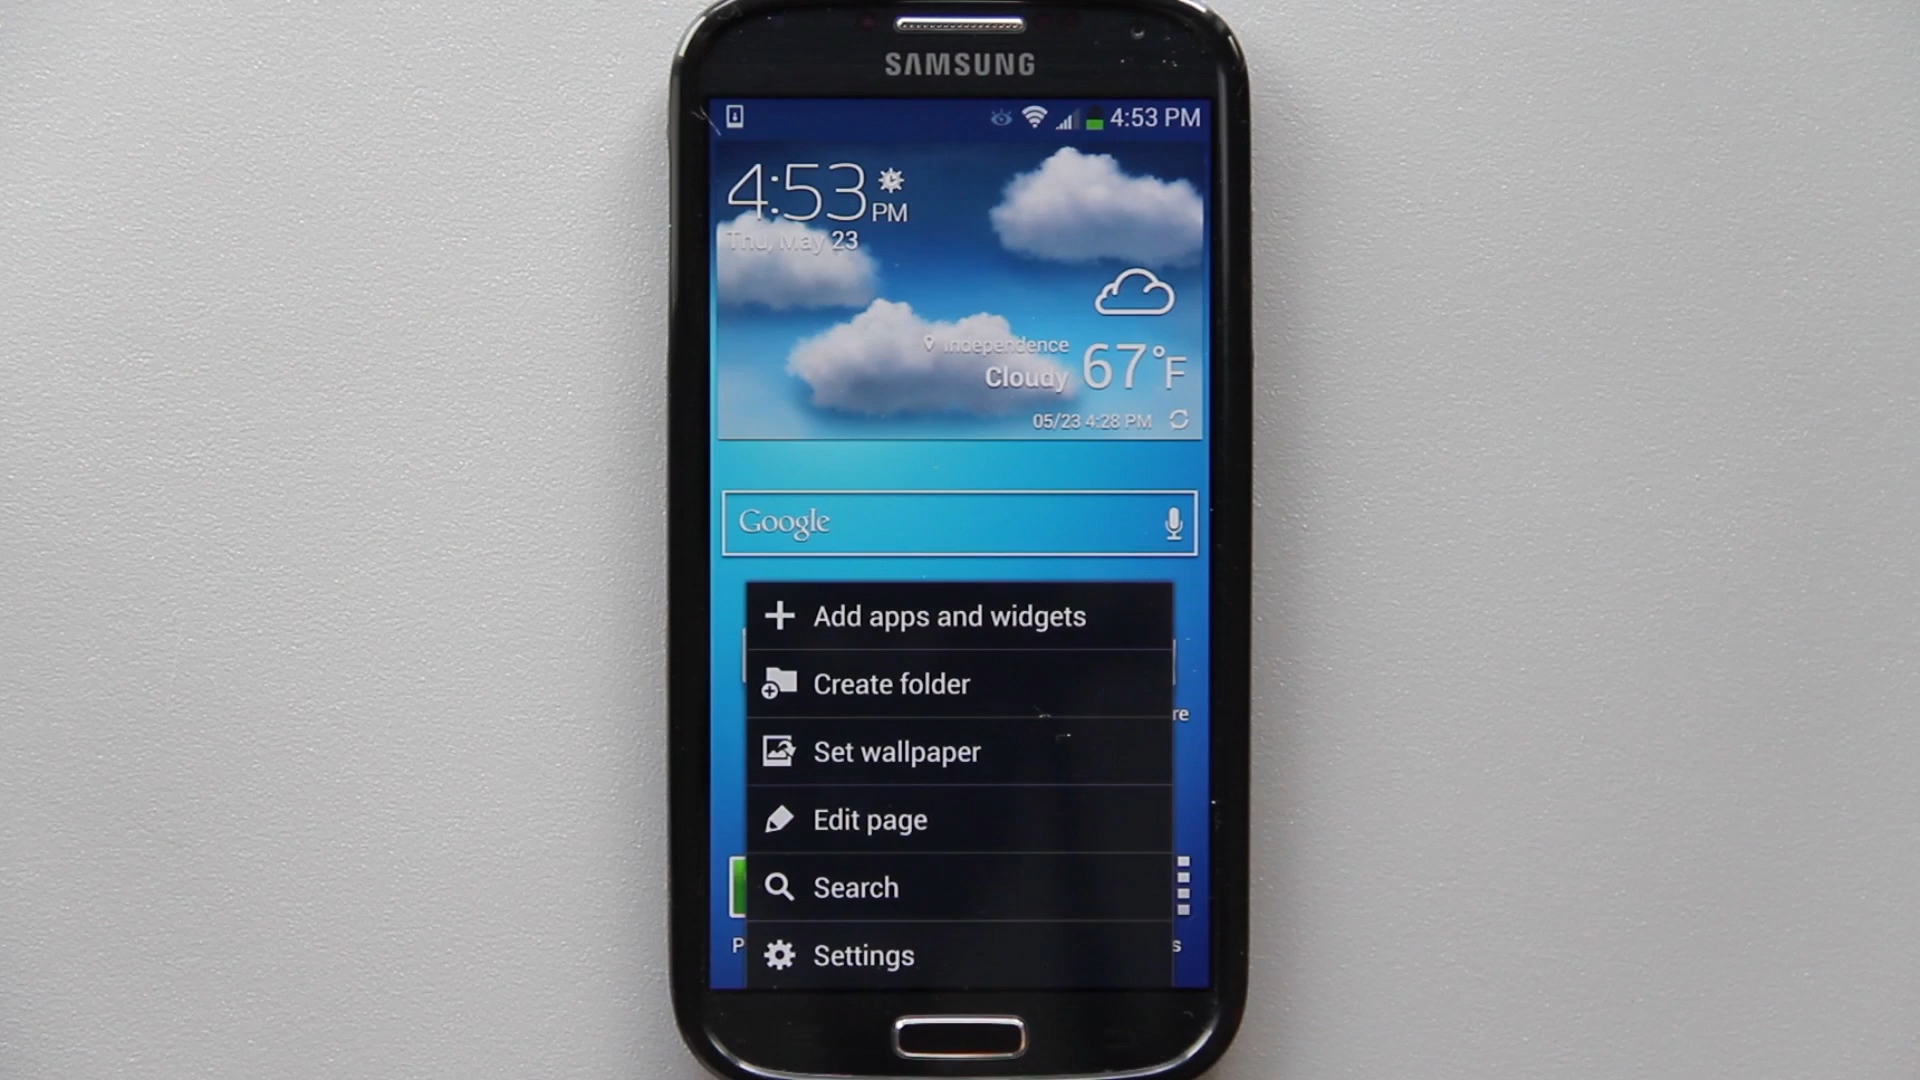 SAMSUNG
4:53 PM
4:53 PM
Thu, May 23
Independence
Cloudy 67°F
05/23 4:28 PM
Google
Add apps and widgets
Create folder
re
Set wallpaper
Edit page
Search
P s
Settings